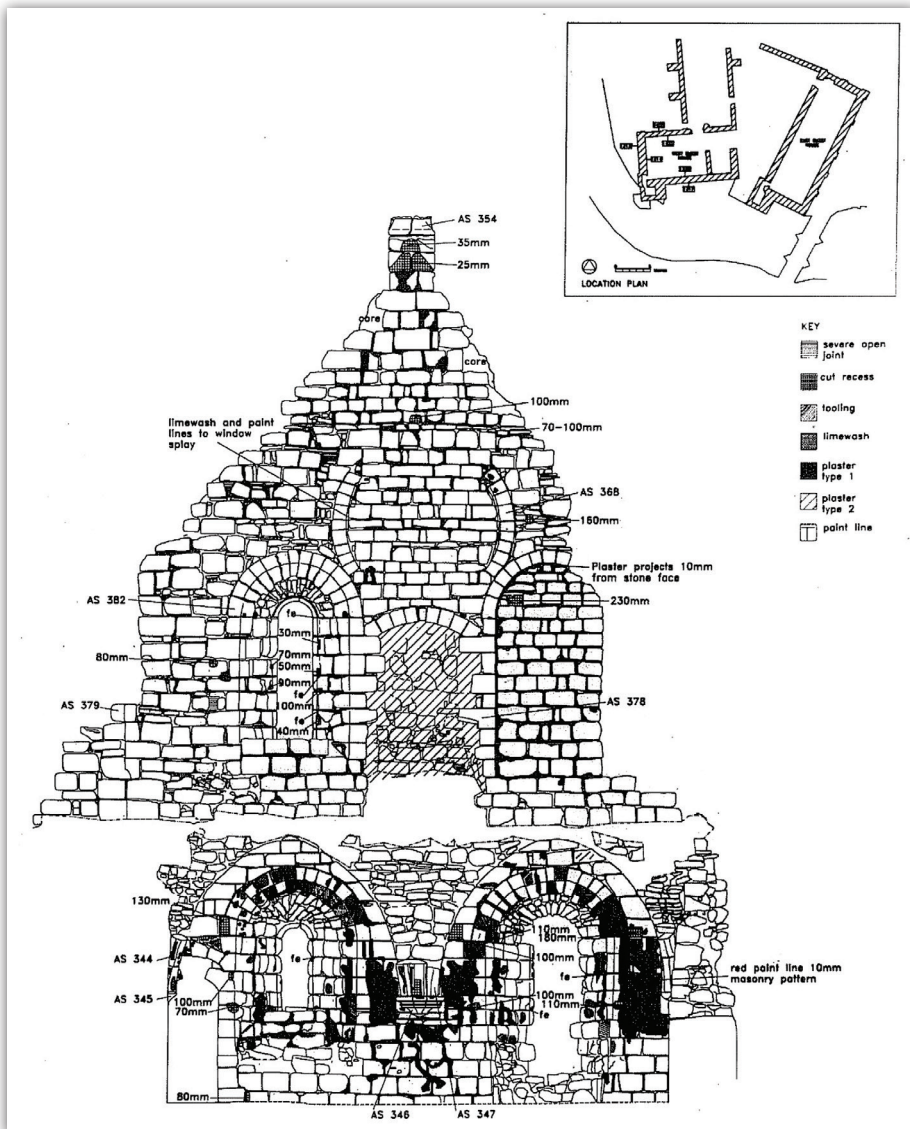 LOCATION PLAN
KEY
severe open
joint
cut recess
tooling
limewash
plaster
type 1
plaster
type 2
paint line
AS 354
35mm
25mm
core
core
100mm
70-100mm
limewash and paint
lines to window
splay
AS 368
160mm
Plaster projects 10mm
from stone face
230mm
AS 382
fe
30mm
70mm
80mm
50mm
90mm
fe
100mm
AS 379
AS 378
fe
40mm
130mm
110mm
180mm
AS 344
fe
100mm
fe
red paint line 10mm
masonry pattern
AS 345
100mm
100mm
110mm
70mm
fe
80mm
AS 346
AS 347